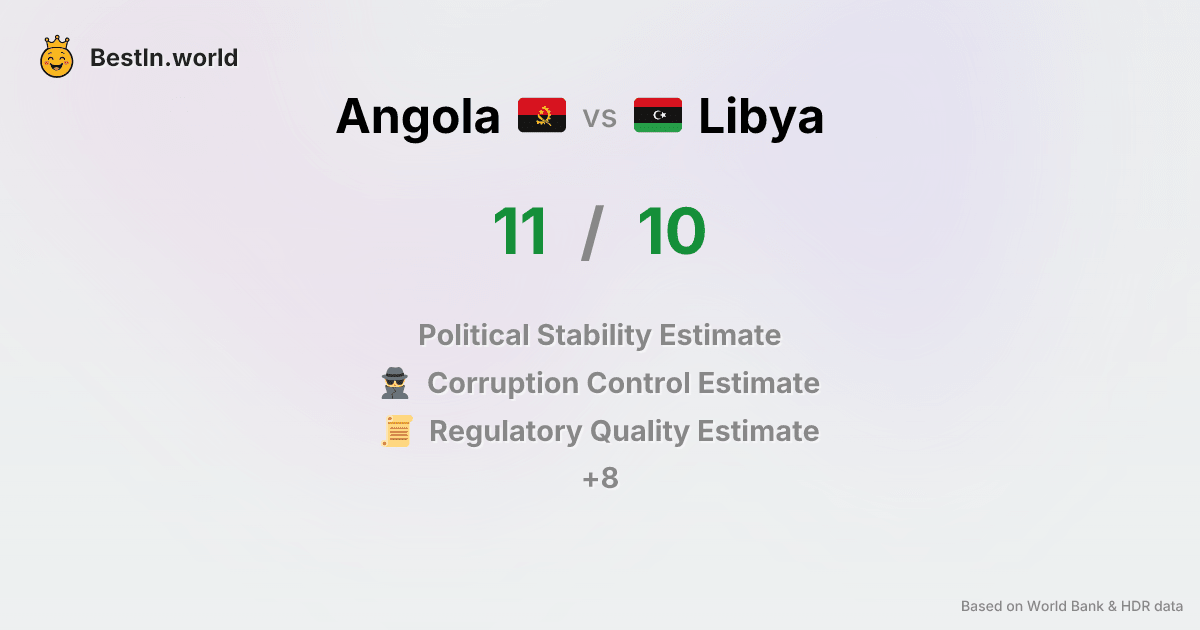 BestIn.world
Angola vs Libya
11 / 10
Political Stability Estimate
Corruption Control Estimate
Regulatory Quality Estimate
+8
Based on World Bank & HDR data